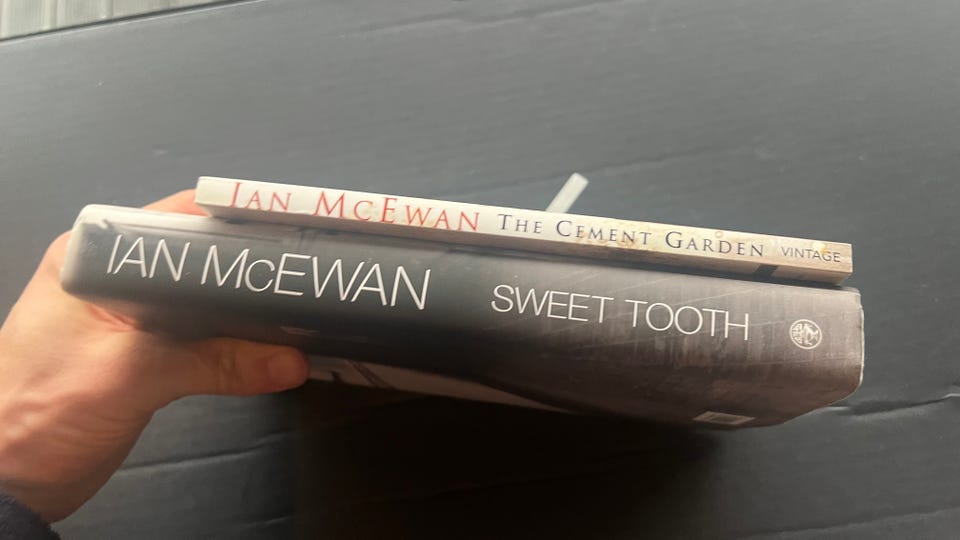 IAN MCEWAN THE CEMENT GARDEN VINTAGE
IAN McEWAN SWEET TOOTH